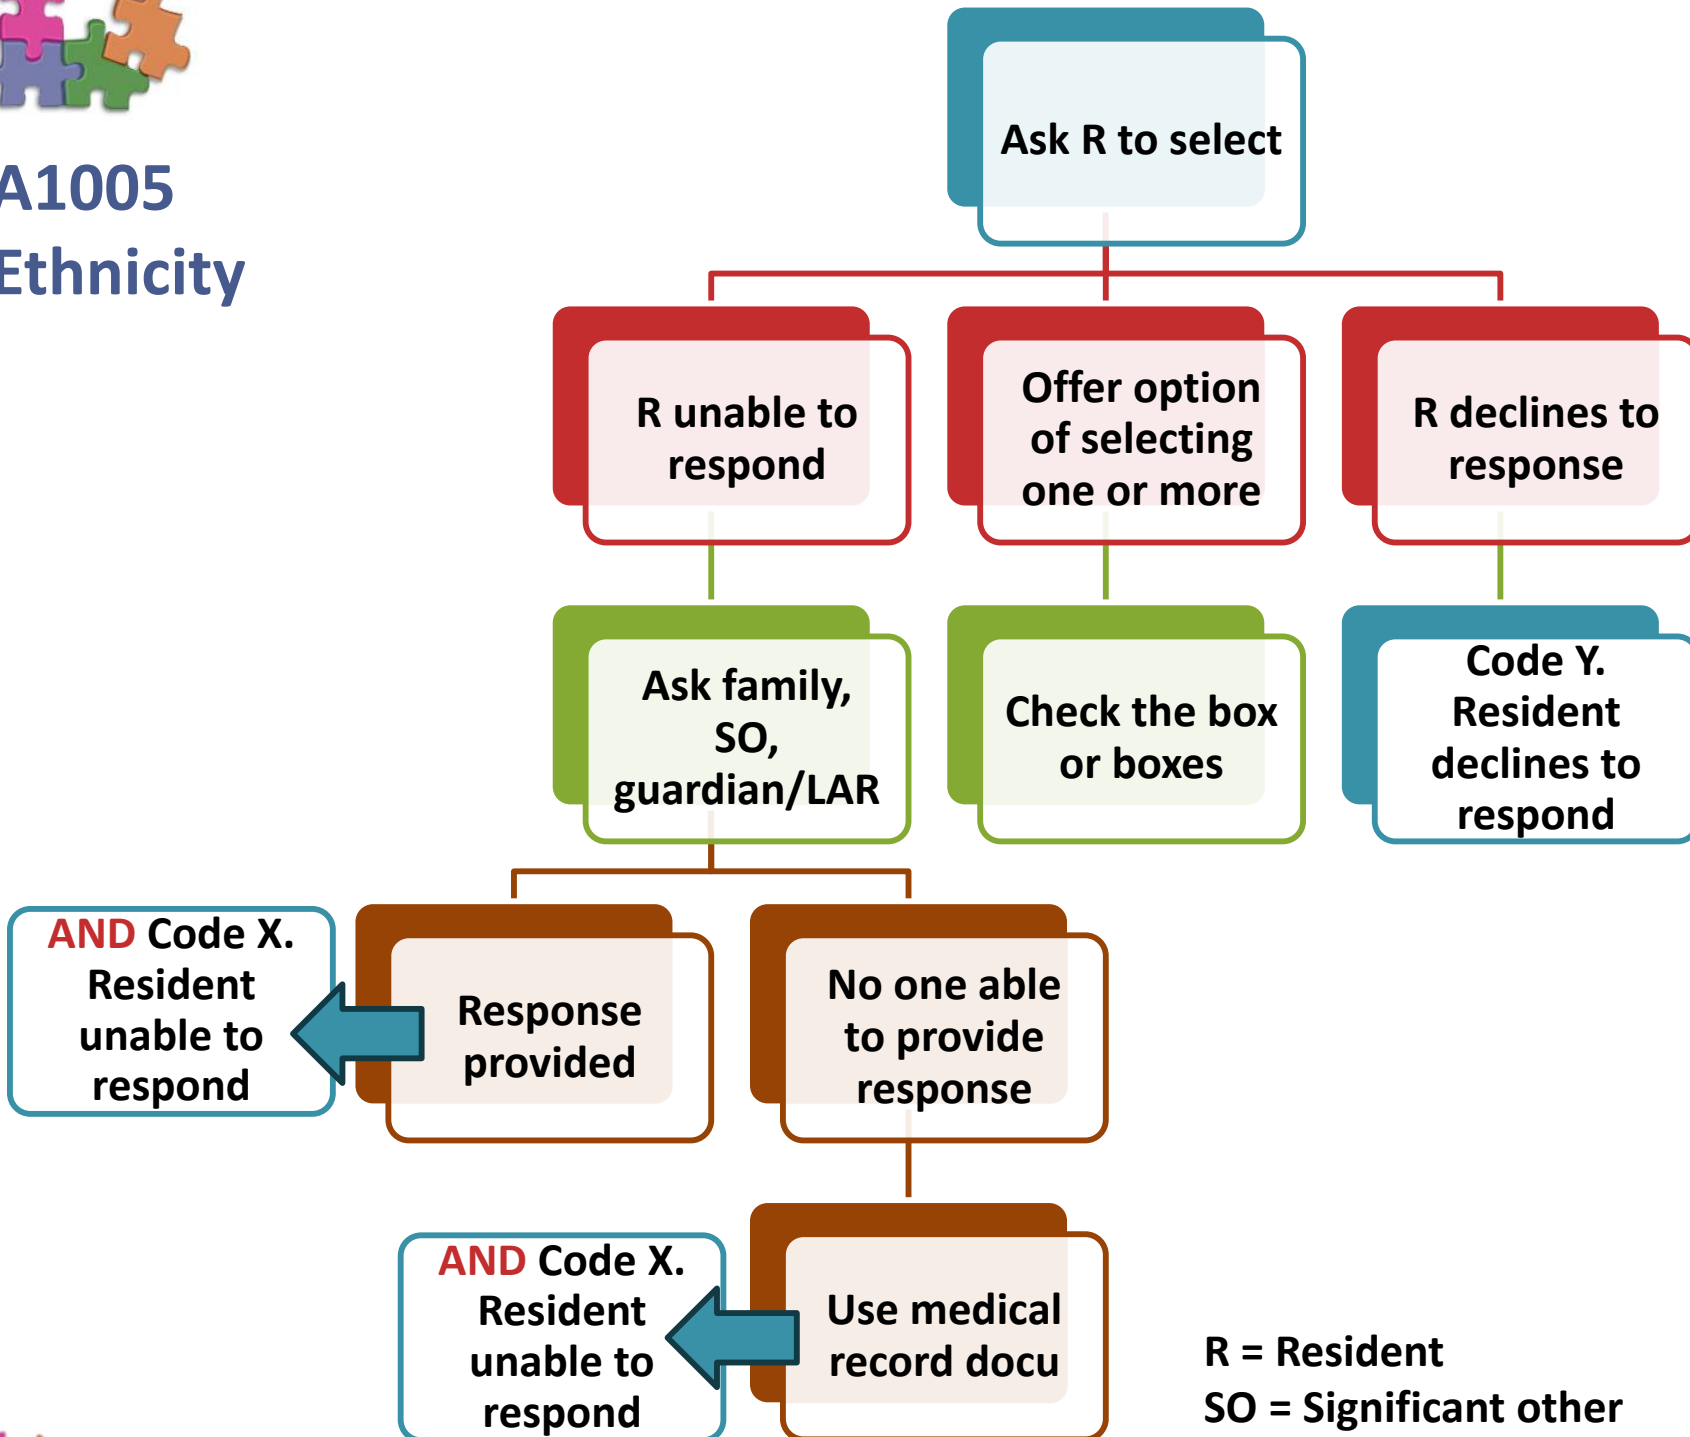 A1005
Ethnicity
Ask R to select
R unable to
respond
Offer option
of selecting
one or more
R declines to
response
Ask family,
SO,
guardian/LAR
Check the box
or boxes
Code Y.
Resident
declines to
respond
AND Code X.
Resident
unable to
respond
Response
provided
No one able
to provide
response
AND Code X.
Resident
unable to
respond
Use medical
record docu
R = Resident
SO = Significant other